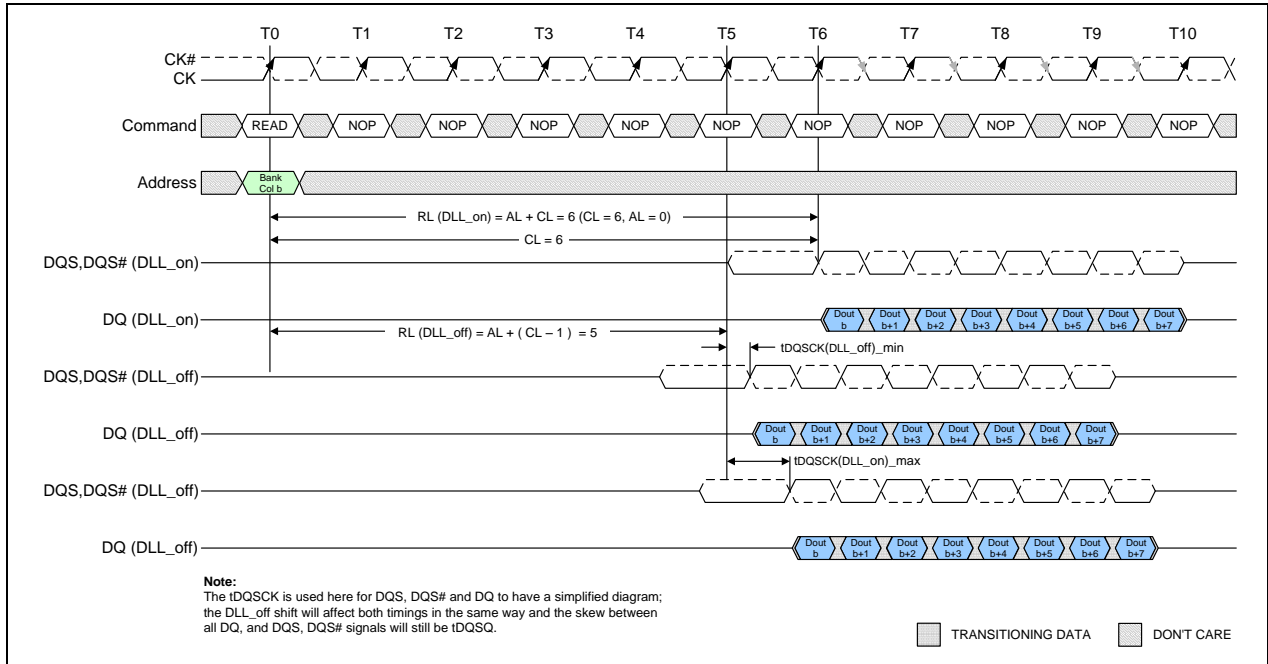 T0 T1 T2 T3 T4 T5 T6 T7 T8 T9 T10
CK#
CK
Command READ NOP NOP NOP NOP NOP NOP NOP NOP NOP NOP
Address Bank
Col b
RL (DLL_on) = AL + CL = 6 (CL = 6, AL = 0)
CL = 6
DQS,DQS# (DLL_on)
DQ (DLL_on) Dout b Dout b+1 Dout b+2 Dout b+3 Dout b+4 Dout b+5 Dout b+6 Dout b+7
RL (DLL_off) = AL + ( CL – 1 ) = 5
tDQSCK(DLL_off)_min
DQS,DQS# (DLL_off)
DQ (DLL_off) Dout b Dout b+1 Dout b+2 Dout b+3 Dout b+4 Dout b+5 Dout b+6 Dout b+7
tDQSCK(DLL_on)_max
DQS,DQS# (DLL_off)
DQ (DLL_off) Dout b Dout b+1 Dout b+2 Dout b+3 Dout b+4 Dout b+5 Dout b+6 Dout b+7
Note:
The tDQSCK is used here for DQS, DQS# and DQ to have a simplified diagram;
the DLL_off shift will affect both timings in the same way and the skew between
all DQ, and DQS, DQS# signals will still be tDQSQ.
TRANSITIONING DATA DON'T CARE